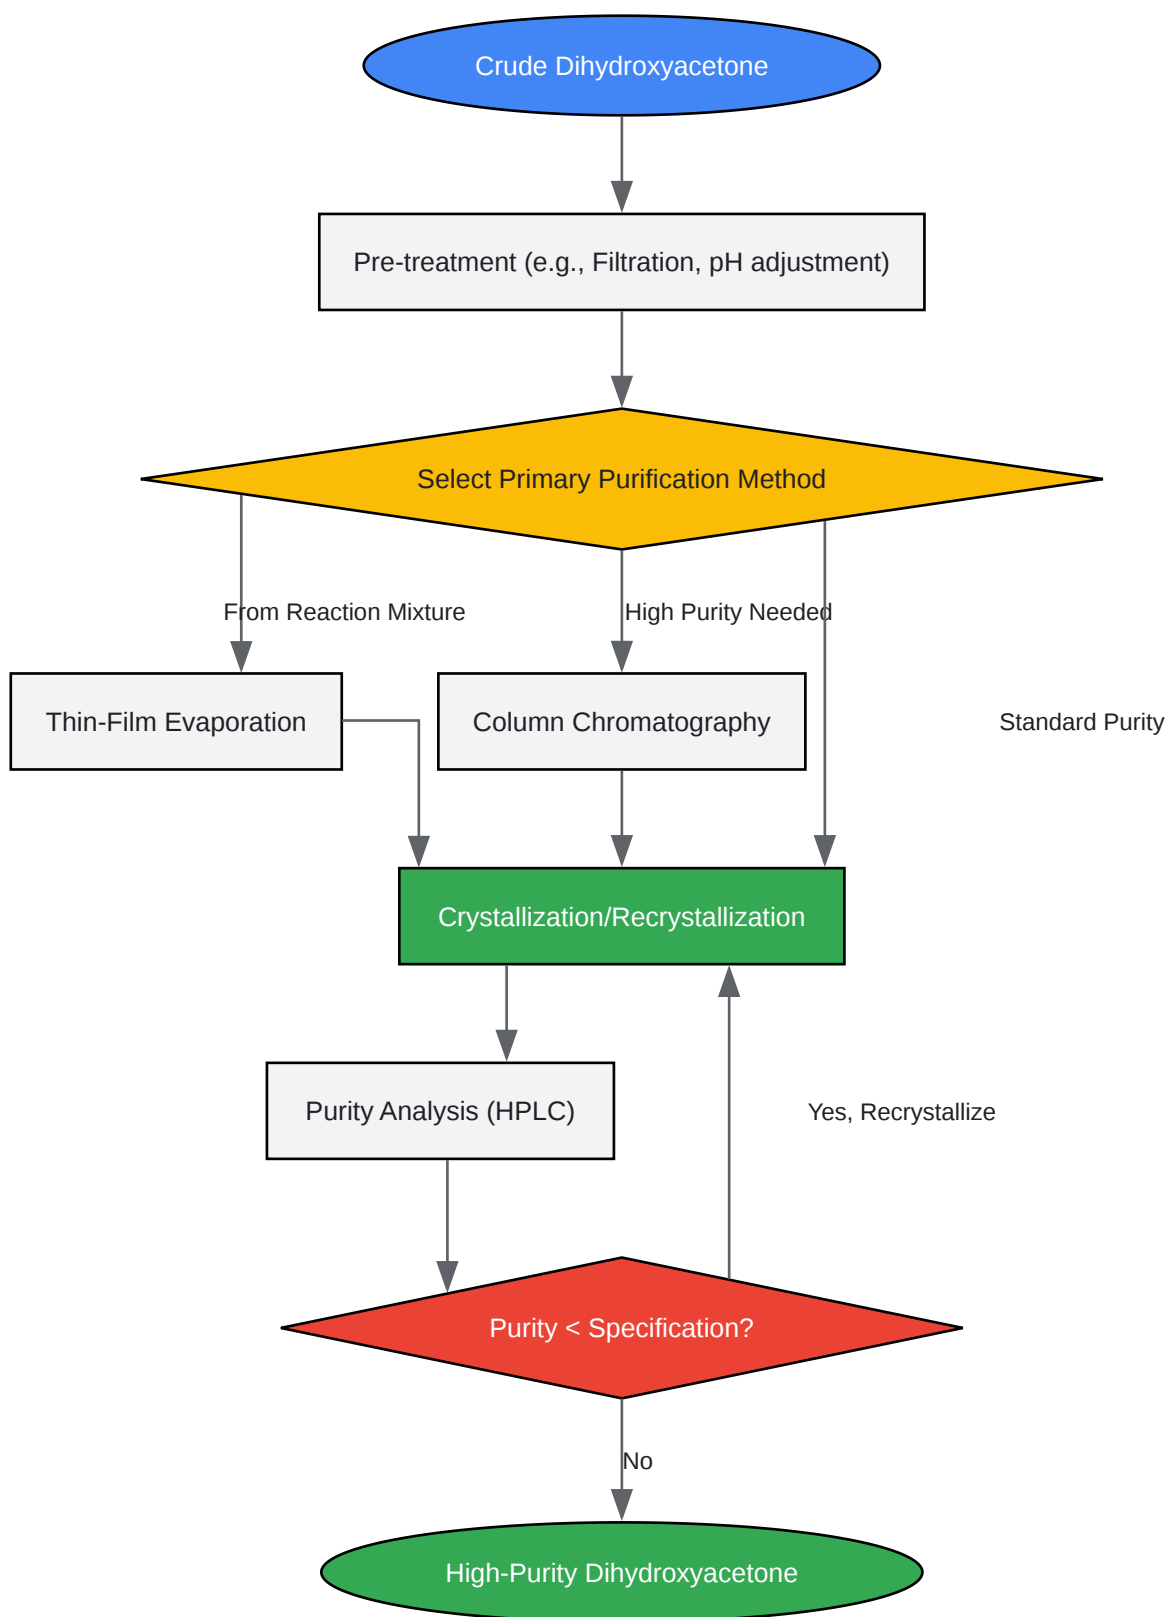 Crude Dihydroxyacetone
Pre-treatment (e.g., Filtration, pH adjustment)
Select Primary Purification Method
From Reaction Mixture
High Purity Needed
Thin-Film Evaporation
Column Chromatography
Standard Purity
Crystallization/Recrystallization
Purity Analysis (HPLC)
Yes, Recrystallize
Purity < Specification?
No
High-Purity Dihydroxyacetone